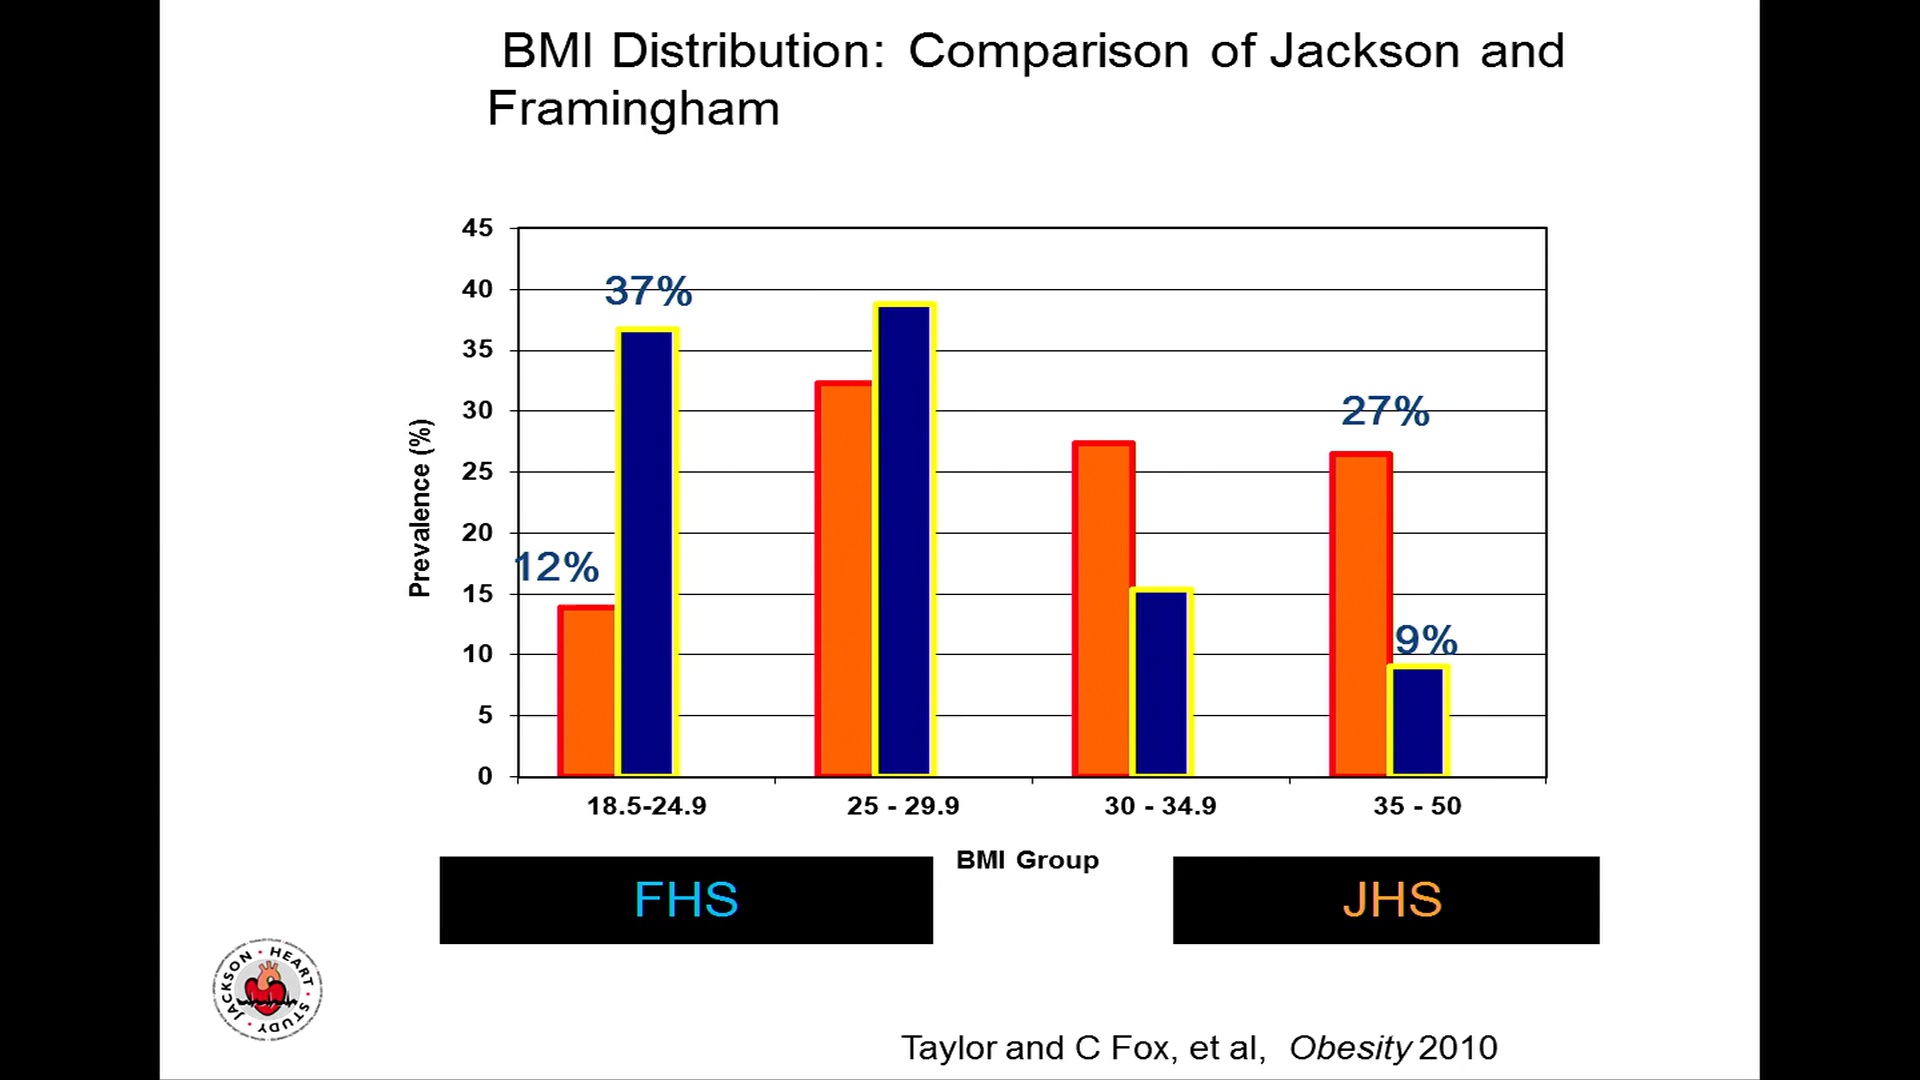 BMI Distribution: Comparison of Jackson and
Framingham
45
40
35
30
25
20
15
10
5
0
Prevalence (%)
37%
12%
27%
9%
18.5-24.9
25 - 29.9
30 - 34.9
35 - 50
BMI Group
FHS
JHS
JACKSON · HEART · STUDY ·
Taylor and C Fox, et al, Obesity 2010